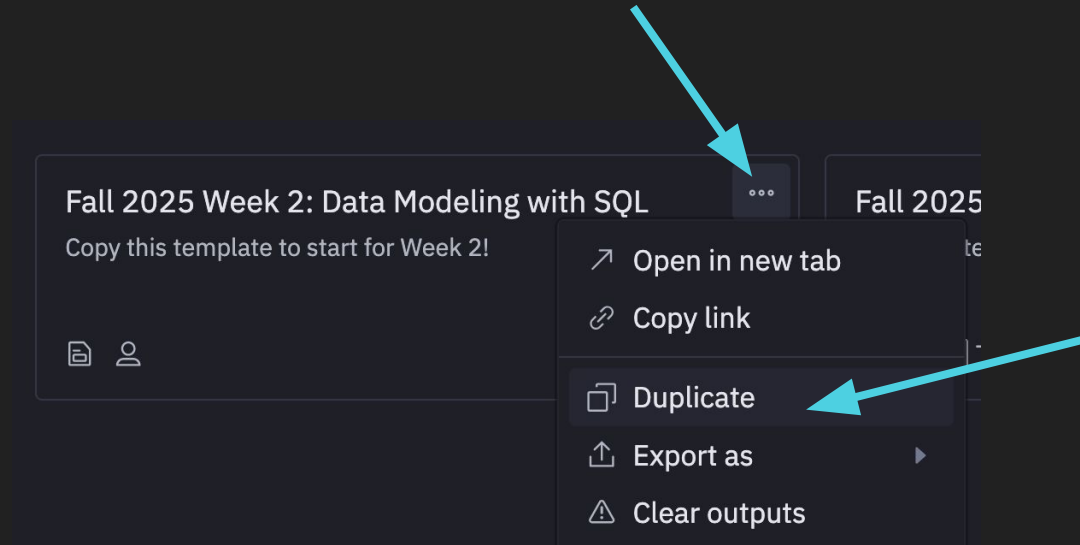 Fall 2025 Week 2: Data Modeling with SQL
Copy this template to start for Week 2!
Fall 2025
Open in new tab
Copy link
Duplicate
Export as
Clear outputs